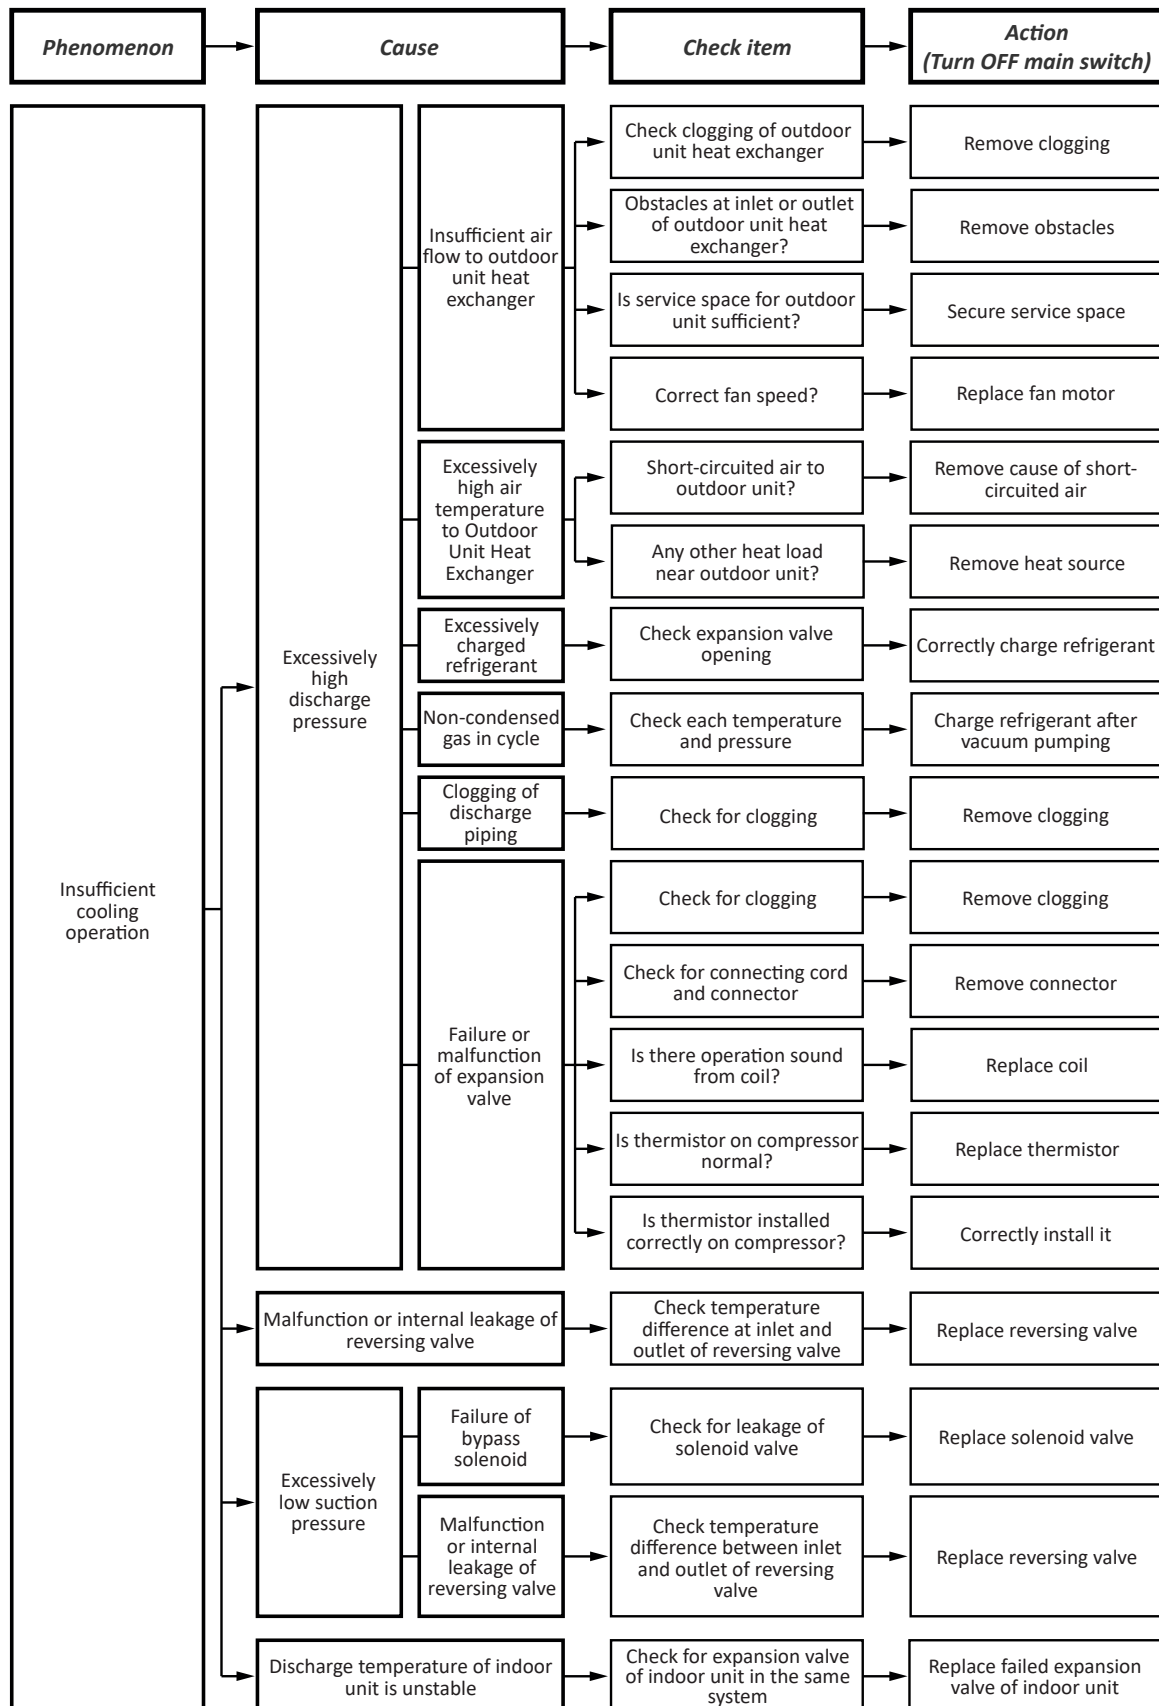 Phenomenon
Cause
Check item
Action
(Turn OFF main switch)
Insufficient
cooling
operation
Excessively
high
discharge
pressure
Insufficient air
flow to outdoor
unit heat
exchanger
Check clogging of outdoor
unit heat exchanger
Remove clogging
Obstacles at inlet or outlet
of outdoor unit heat
exchanger?
Remove obstacles
Is service space for outdoor
unit sufficient?
Secure service space
Correct fan speed?
Replace fan motor
Excessively
high air
temperature
to Outdoor
Unit Heat
Exchanger
Short-circuited air to
outdoor unit?
Remove cause of short-
circuited air
Any other heat load
near outdoor unit?
Remove heat source
Excessively
charged
refrigerant
Check expansion valve
opening
Correctly charge refrigerant
Non-condensed
gas in cycle
Check each temperature
and pressure
Charge refrigerant after
vacuum pumping
Clogging of
discharge
piping
Check for clogging
Remove clogging
Failure or
malfunction
of expansion
valve
Check for clogging
Remove clogging
Check for connecting cord
and connector
Remove connector
Is there operation sound
from coil?
Replace coil
Is thermistor on compressor
normal?
Replace thermistor
Is thermistor installed
correctly on compressor?
Correctly install it
Malfunction or internal leakage of
reversing valve
Check temperature
difference at inlet and
outlet of reversing valve
Replace reversing valve
Excessively
low suction
pressure
Failure of
bypass
solenoid
Check for leakage of
solenoid valve
Replace solenoid valve
Malfunction
or internal
leakage of
reversing valve
Check temperature
difference between inlet
and outlet of reversing
valve
Replace reversing valve
Discharge temperature of indoor
unit is unstable
Check for expansion valve
of indoor unit in the same
system
Replace failed expansion
valve of indoor unit